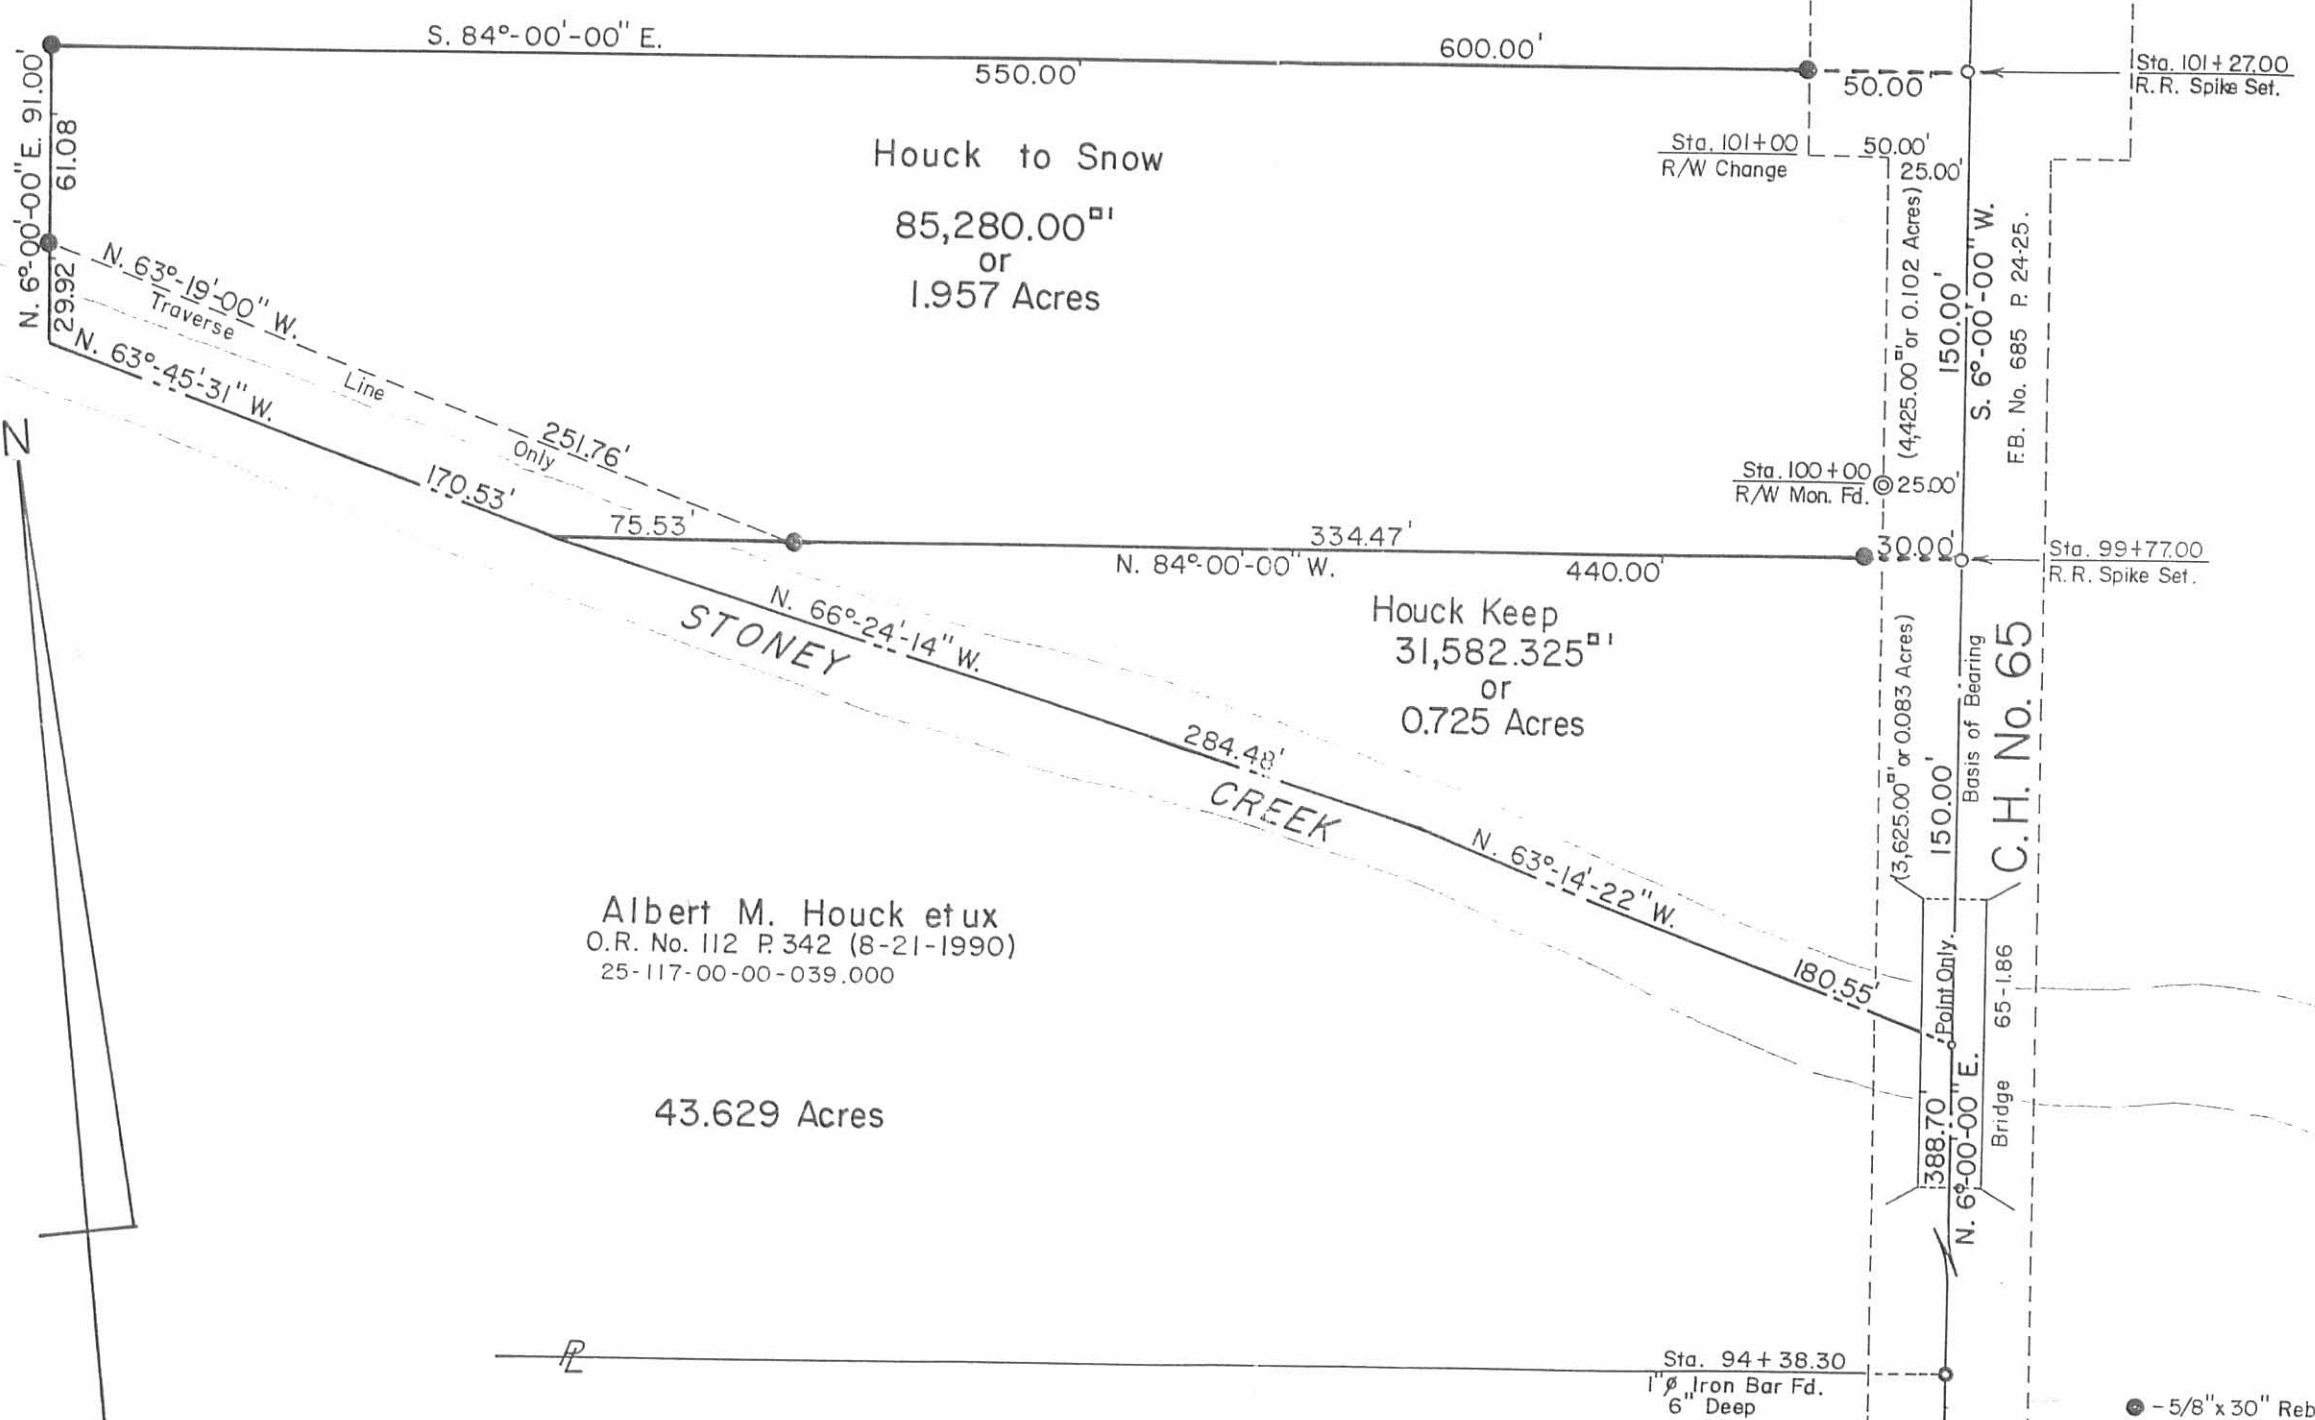 S. 84°-00'-00" E.
550.00'
600.00'
50.00'
Sta. 101+27.00
R.R. Spike Set.
N. 6°-00'-00" E. 91.00'
61.08'
29.92'
Houck to Snow
85,280.00▫'
or
1.957 Acres
Sta. 101+00
R/W Change
50.00'
25.00'
(4,425.00▫' or 0.102 Acres)
150.00'
S. 6°-00'-00" W.
F.B. No. 685 P. 24-25.
N. 63°-19'-00" W.
Traverse
Line
Only
251.76'
N. 63°-45'-31" W.
170.53'
N
Sta. 100+00
R/W Mon. Fd.
25.00'
75.53'
334.47'
N. 84°-00'-00" W.
440.00'
30.00'
Sta. 99+77.00
R.R. Spike Set.
N. 66°-24'-14" W.
284.48'
STONEY
CREEK
Houck Keep
31,582.325▫'
or
0.725 Acres
(3,625.00▫' or 0.083 Acres)
150.00'
Basis of Bearing
C.H. No. 65
N. 63°-14'-22" W.
180.55'
Point Only.
Albert M. Houck et ux
O.R. No. 112 P. 342 (8-21-1990)
25-117-00-00-039.000
43.629 Acres
388.70'
N. 6°-00'-00" E.
Bridge 65-1.86
PL
Sta. 94+38.30
1"ø Iron Bar Fd.
6" Deep
- 5/8" x 30" Reb